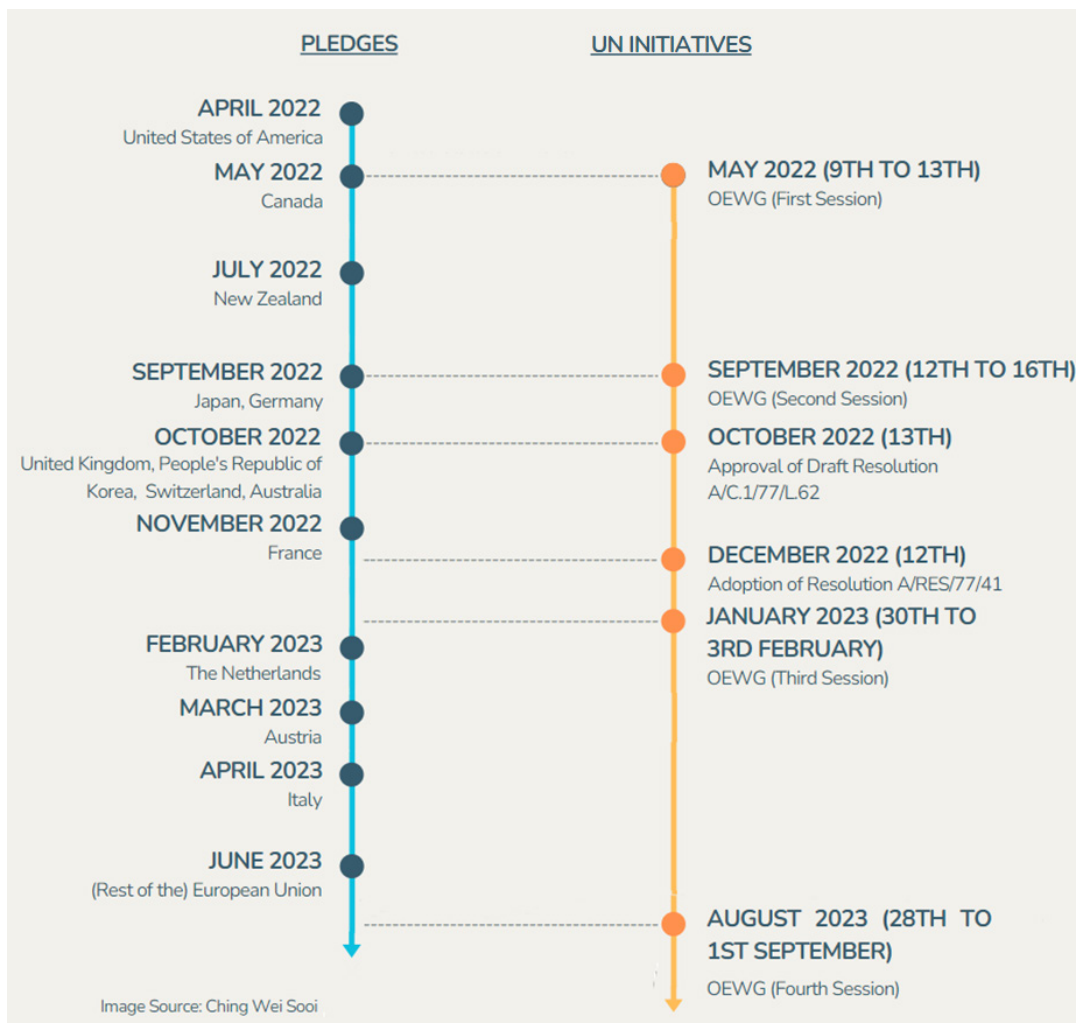 PLEDGES
APRIL 2022
United States of America
MAY 2022
Canada
JULY 2022
New Zealand
SEPTEMBER 2022
Japan, Germany
OCTOBER 2022
United Kingdom, People's Republic of
Korea, Switzerland, Australia
NOVEMBER 2022
France
FEBRUARY 2023
The Netherlands
MARCH 2023
Austria
APRIL 2023
Italy
JUNE 2023
(Rest of the) European Union
UN INITIATIVES
MAY 2022 (9TH TO 13TH)
OEWG (First Session)
SEPTEMBER 2022 (12TH TO 16TH)
OEWG (Second Session)
OCTOBER 2022 (13TH)
Approval of Draft Resolution
A/C.1/77/L.62
DECEMBER 2022 (12TH)
Adoption of Resolution A/RES/77/41
JANUARY 2023 (30TH TO
3RD FEBRUARY)
OEWG (Third Session)
AUGUST 2023 (28TH TO
1ST SEPTEMBER)
OEWG (Fourth Session)
Image Source: Ching Wei Sooi